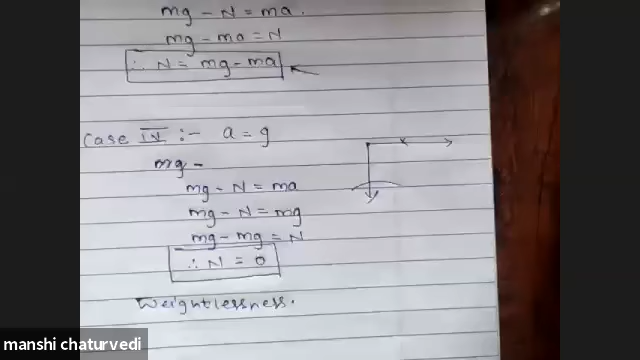 mg - N = ma.
mg - ma = N
∴ N = mg - ma
Case IV :- a = g
mg -
mg - N = ma
mg - N = mg
mg - mg = N
∴ N = 0
Weightlessness.
manshi chaturvedi